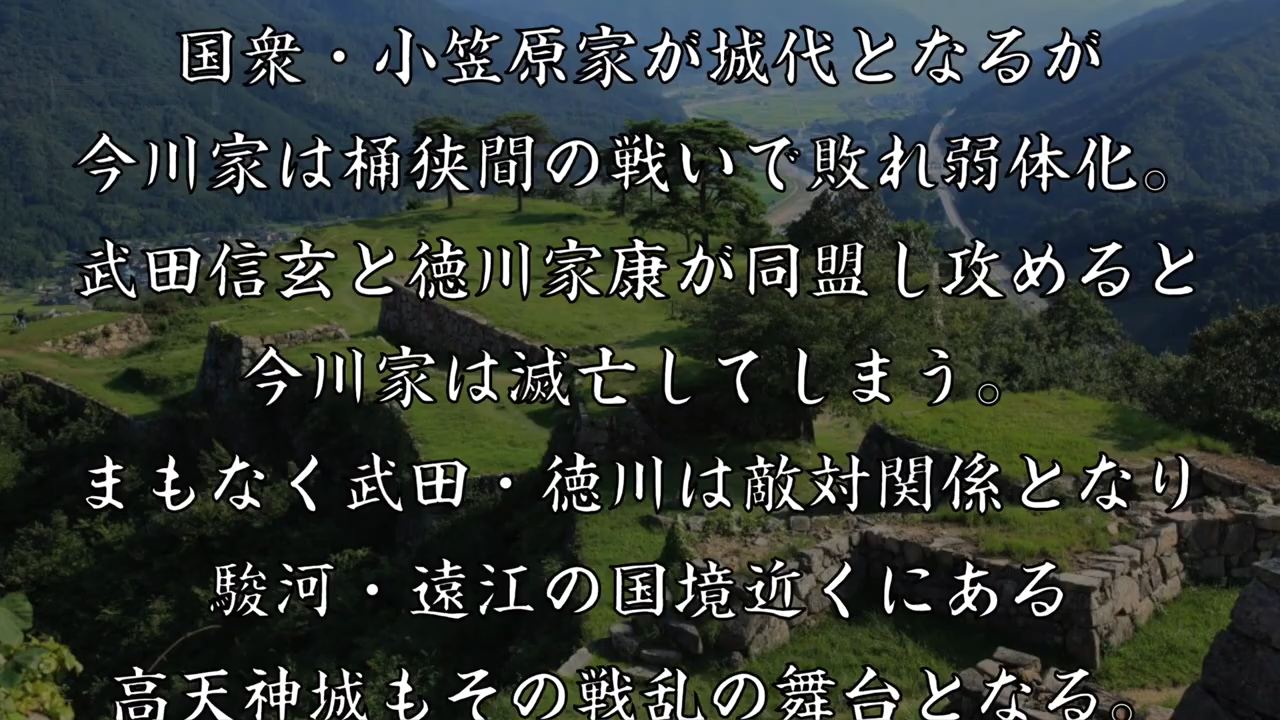 国衆・小笠原家が城代となるが
今川家は桶狭間の戦いで敗れ弱体化。
武田信玄と徳川家康が同盟し攻めると
今川家は滅亡してしまう。
まもなく武田・徳川は敵対関係となり
駿河・遠江の国境近くにある
高天神城もその戦乱の舞台となる。